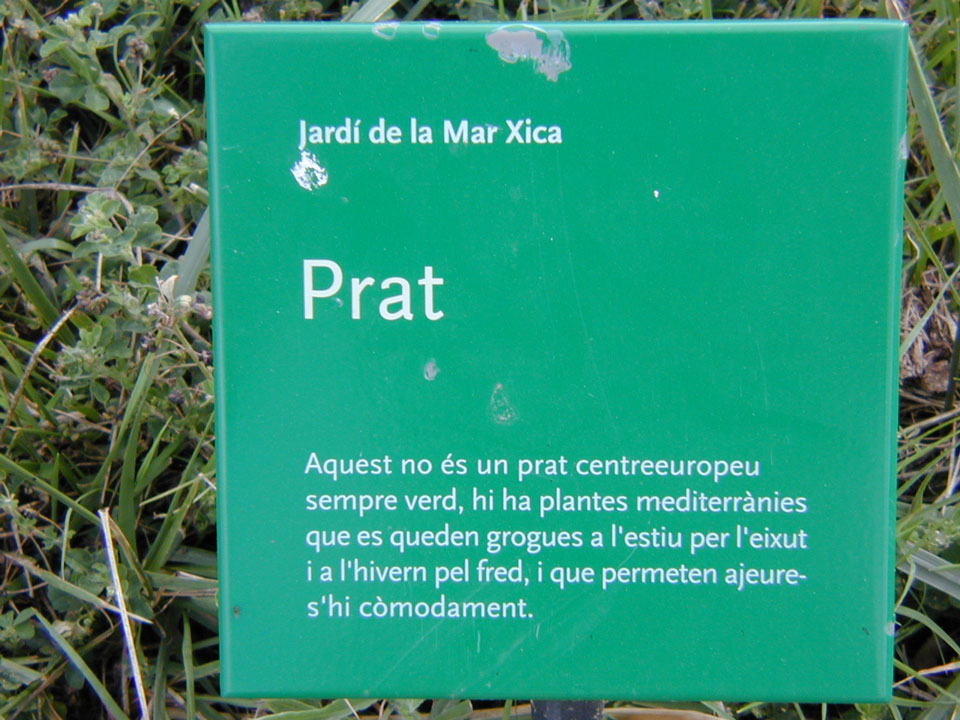 Jardí de la Mar Xica
Prat
Aquest no és un prat centreeuropeu
sempre verd, hi ha plantes mediterrànies
que es queden grogues a l'estiu per l'eixut
i a l'hivern pel fred, i que permeten ajeure-
s'hi còmodament.